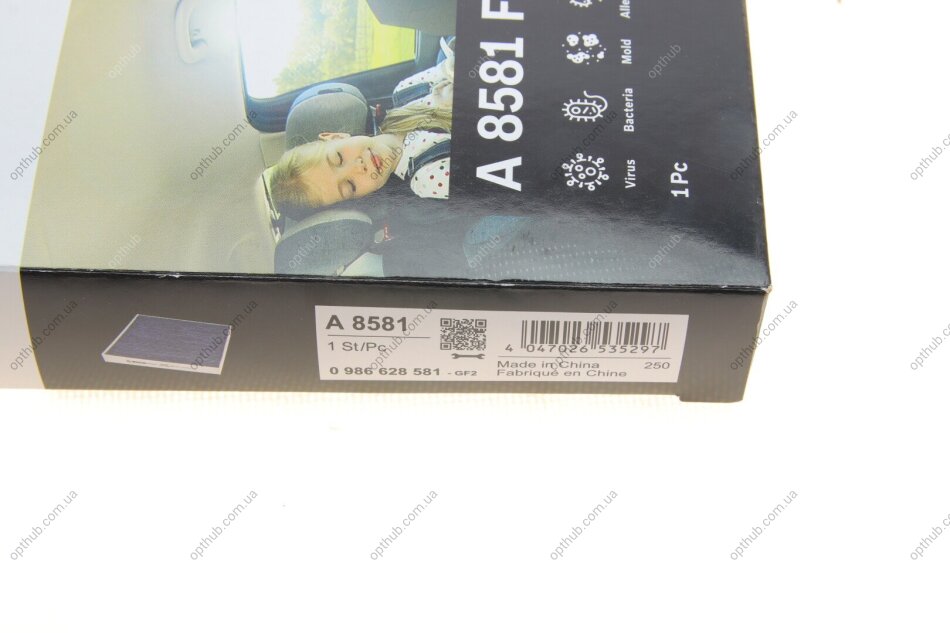 A 8581 F
Virus
Bacteria
Mold
Alle
1 Pc
A 8581
1 St/Pc
0 986 628 581 - GF2
4 047026 535297
Made in China 250
Fabriqué en Chine
opthub.com.ua